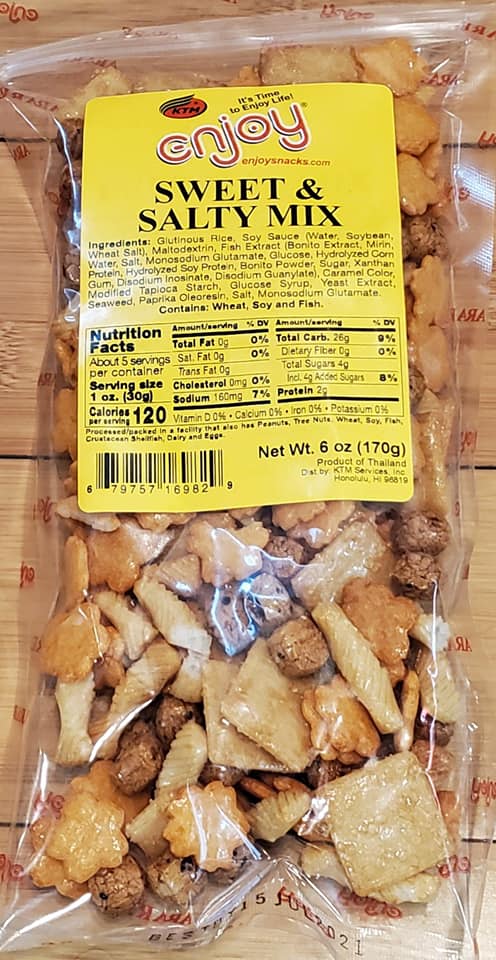 KTM
It's Time
to Enjoy Life!
enjoy®
enjoysnacks.com
SWEET &
SALTY MIX
Ingredients: Glutinous Rice, Soy Sauce (Water, Soybean,
Wheat Salt), Maltodextrin, Fish Extract (Bonito Extract, Mirin,
Water, Salt, Monosodium Glutamate, Glucose, Hydrolyzed Corn
Protein, Hydrolyzed Soy Protein, Bonito Powder, Sugar, Xanthan
Gum, Disodium Inosinate, Disodium Guanylate), Caramel Color,
Modified Tapioca Starch, Glucose Syrup, Yeast Extract,
Seaweed, Paprika Oleoresin, Salt, Monosodium Glutamate.
Contains: Wheat, Soy and Fish.
Nutrition
Facts
About 5 servings
per container
Serving size
1 oz. (30g)
Calories
per serving 120
Amount/serving % DV
Total Fat 0g 0%
Sat. Fat 0g 0%
Trans Fat 0g
Cholesterol 0mg 0%
Sodium 160mg 7%
Amount/serving % DV
Total Carb. 26g 9%
Dietary Fiber 0g 0%
Total Sugars 4g
Incl. 4g Added Sugars 8%
Protein 2g
Vitamin D 0% • Calcium 0% • Iron 0% • Potassium 0%
Processed/packed in a facility that also has Peanuts, Tree Nuts, Wheat, Soy, Fish,
Crustacean Shellfish, Dairy and Eggs.
6 79757 16982 9
Net Wt. 6 oz (170g)
Product of Thailand
Dist. by: KTM Services, Inc.
Honolulu, HI 96819